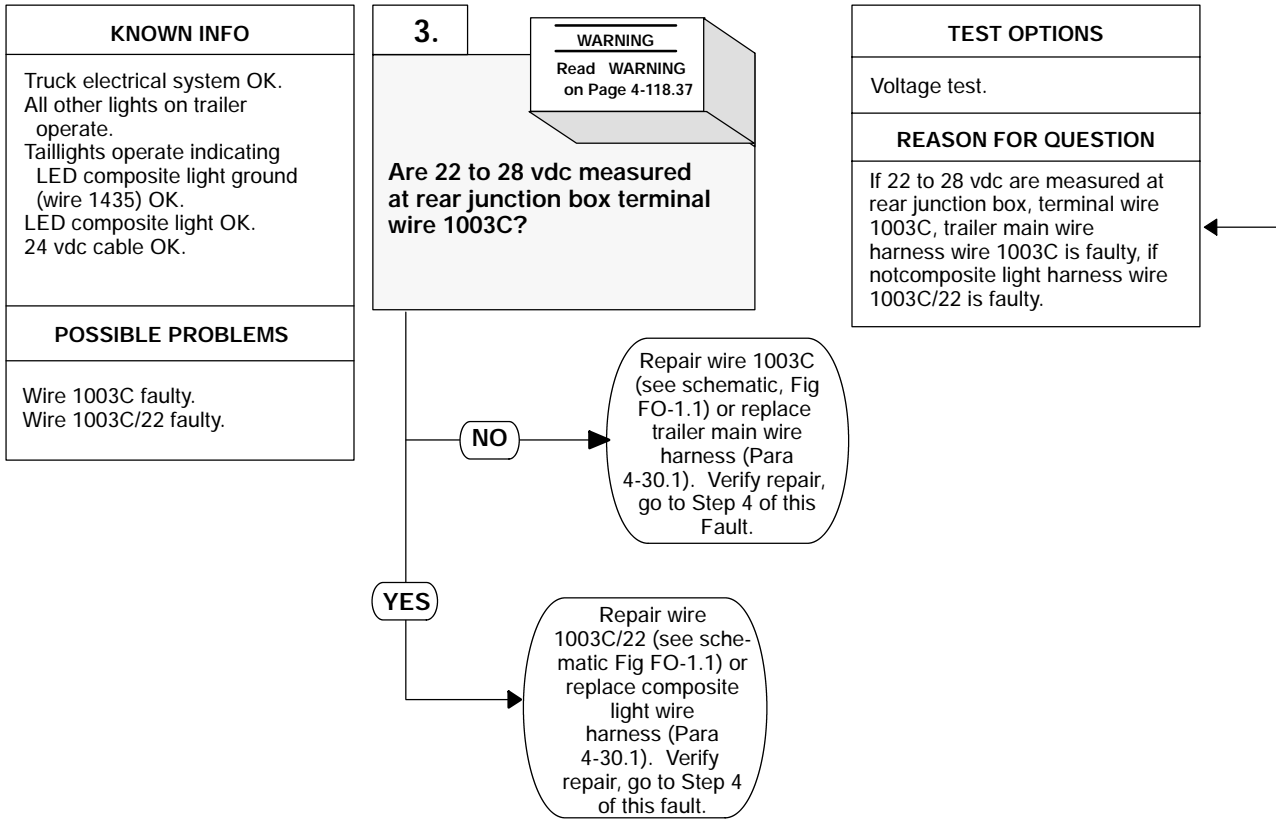 KNOWN INFO
Truck electrical system OK.
All other lights on trailer
operate.
Taillights operate indicating
LED composite light ground
(wire 1435) OK.
LED composite light OK.
24 vdc cable OK.
POSSIBLE PROBLEMS
Wire 1003C faulty.
Wire 1003C/22 faulty.
3.
WARNING
Read WARNING
on Page 4-118.37
Are 22 to 28 vdc measured
at rear junction box terminal
wire 1003C?
TEST OPTIONS
Voltage test.
REASON FOR QUESTION
If 22 to 28 vdc are measured at
rear junction box, terminal wire
1003C, trailer main wire
harness wire 1003C is faulty, if
notcomposite light harness wire
1003C/22 is faulty.
NO
Repair wire 1003C
(see schematic, Fig
FO-1.1) or replace
trailer main wire
harness (Para
4-30.1). Verify repair,
go to Step 4 of this
Fault.
YES
Repair wire
1003C/22 (see sche-
matic Fig FO-1.1) or
replace composite
light wire
harness (Para
4-30.1). Verify
repair, go to Step 4
of this fault.